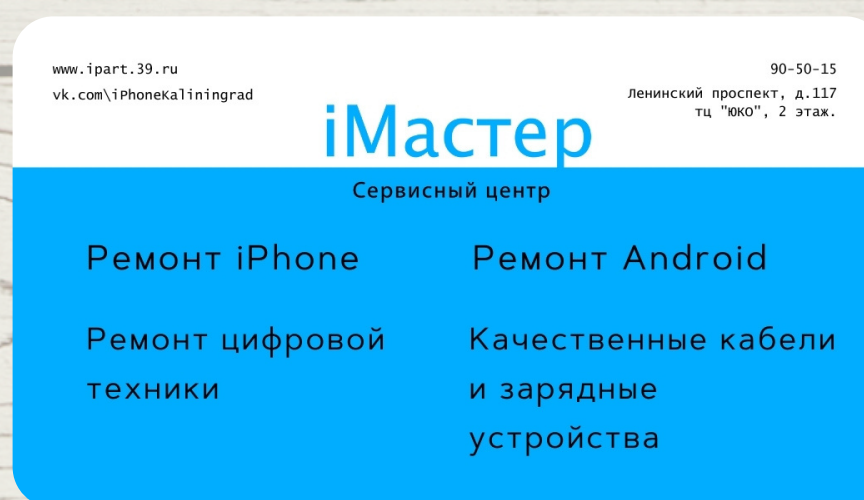 www.ipart.39.ru
vk.com\iPhoneKaliningrad
90-50-15
Ленинский проспект, д.117
тц "ЮКО", 2 этаж.
iМастер
Сервисный центр
Ремонт iPhone
Ремонт Android
Ремонт цифровой
техники
Качественные кабели
и зарядные
устройства